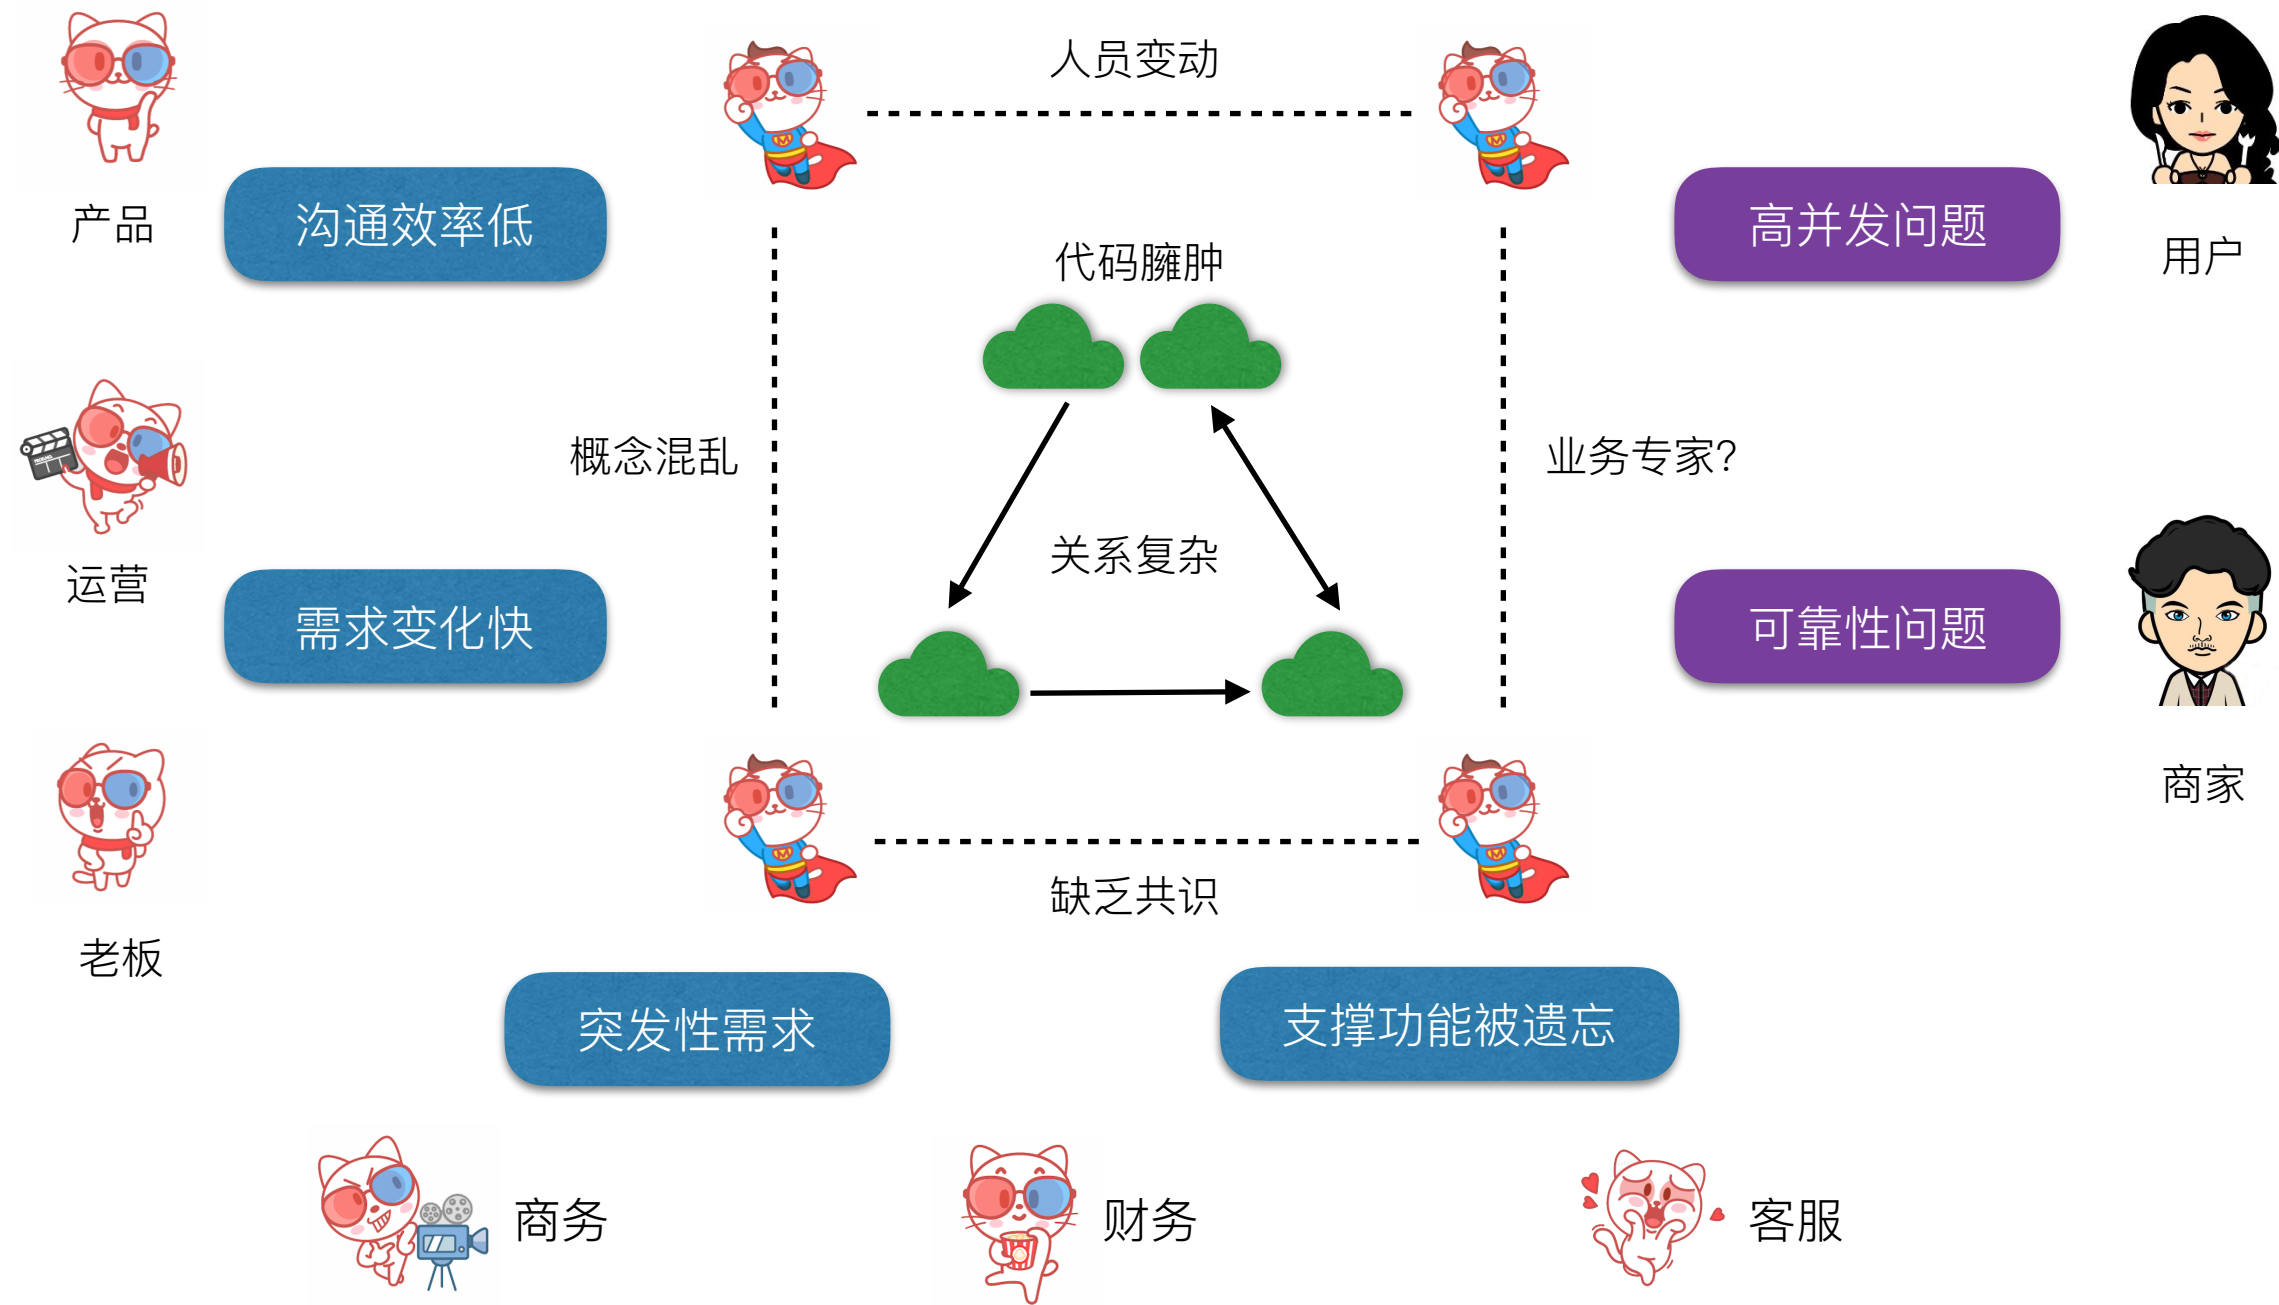 人员变动
产品
沟通效率低
高并发问题
用户
代码臃肿
概念混乱
业务专家?
关系复杂
运营
需求变化快
可靠性问题
商家
缺乏共识
老板
突发性需求
支撑功能被遗忘
商务
财务
客服